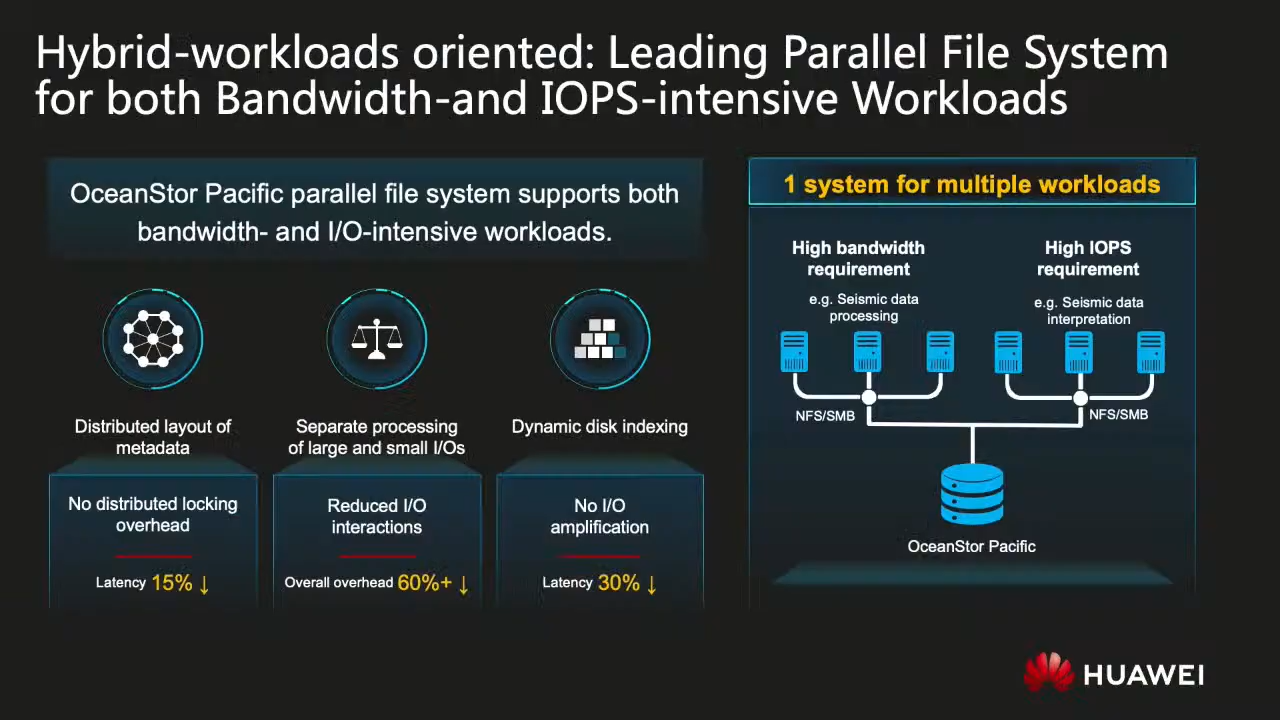 Hybrid-workloads oriented: Leading Parallel File System
for both Bandwidth-and IOPS-intensive Workloads
OceanStor Pacific parallel file system supports both
bandwidth- and I/O-intensive workloads.
Distributed layout of
metadata
No distributed locking
overhead
Latency 15% ↓
Separate processing
of large and small I/Os
Reduced I/O
interactions
Overall overhead 60%+ ↓
Dynamic disk indexing
No I/O
amplification
Latency 30% ↓
1 system for multiple workloads
High bandwidth
requirement
e.g. Seismic data
processing
NFS/SMB
High IOPS
requirement
e.g. Seismic data
interpretation
NFS/SMB
OceanStor Pacific
HUAWEI